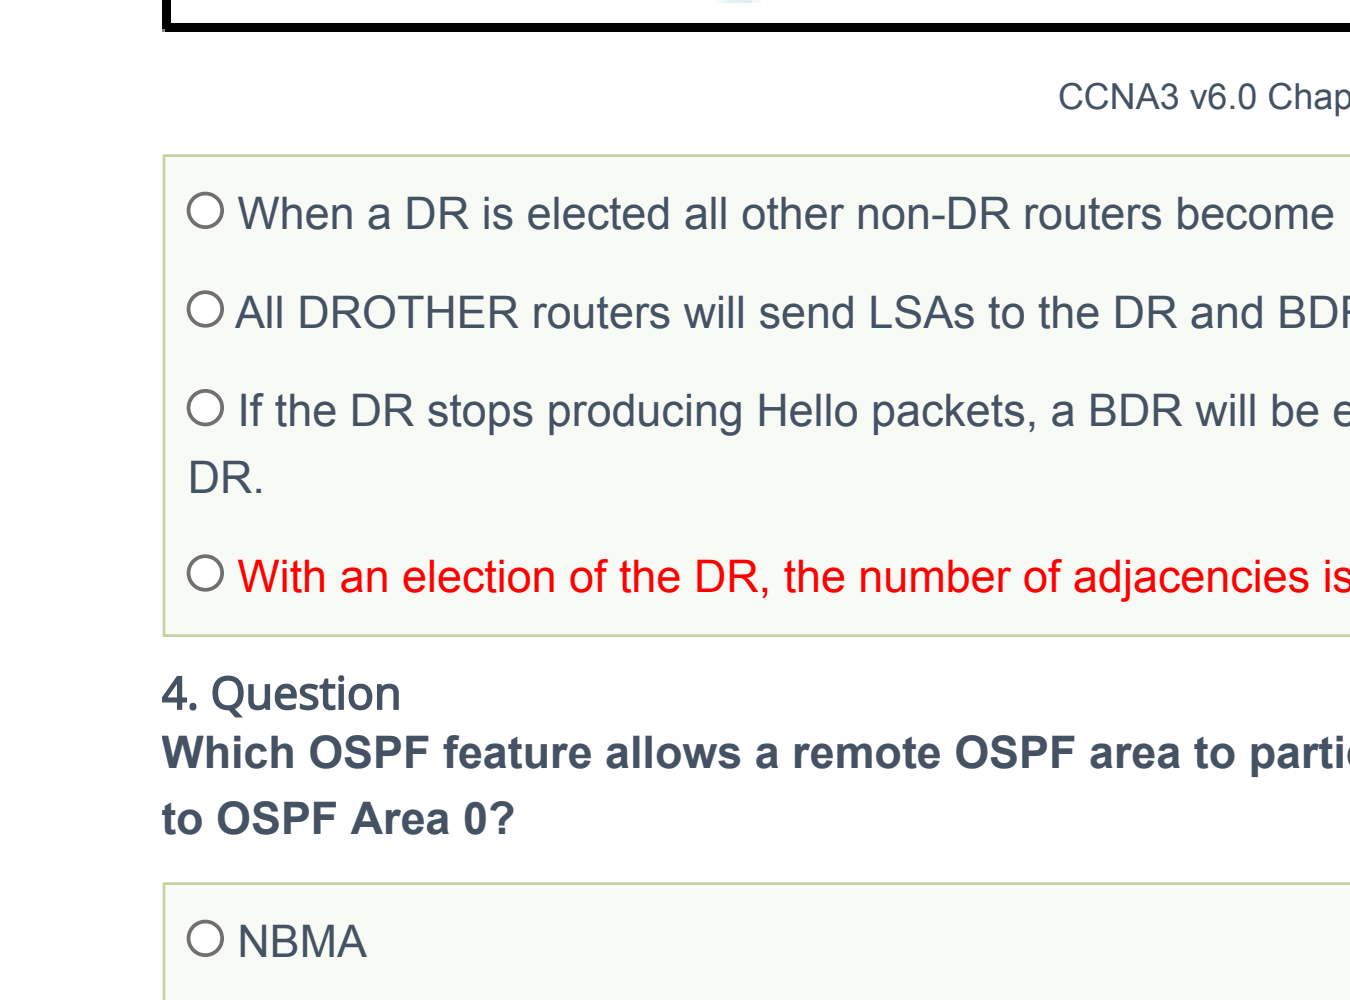 CCNA3 v6.0 Chap
When a DR is elected all other non-DR routers become
All DROTHER routers will send LSAs to the DR and BDR
If the DR stops producing Hello packets, a BDR will be e
DR.
With an election of the DR, the number of adjacencies is
4. Question
Which OSPF feature allows a remote OSPF area to partic
to OSPF Area 0?
NBMA